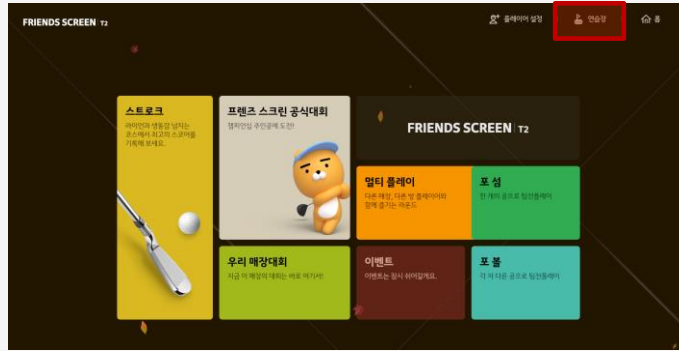 FRIENDS SCREEN T2
플레이어 설정
연습장
홈
스트로크
라이언과 생동감 넘치는
코스에서 최고의 스코어를
기록해 보세요.
프렌즈 스크린 공식대회
챔피언십 주인공에 도전!
FRIENDS SCREEN T2
멀티 플레이
다른 매장, 다른 방 플레이어와
함께 즐기는 라운드
포 섬
한 개의 공으로 팀전플레이
우리 매장대회
지금 이 매장의 대회는 바로 여기서!
이벤트
이벤트는 잠시 쉬어갈게요.
포 볼
각 자 다른 공으로 팀전플레이